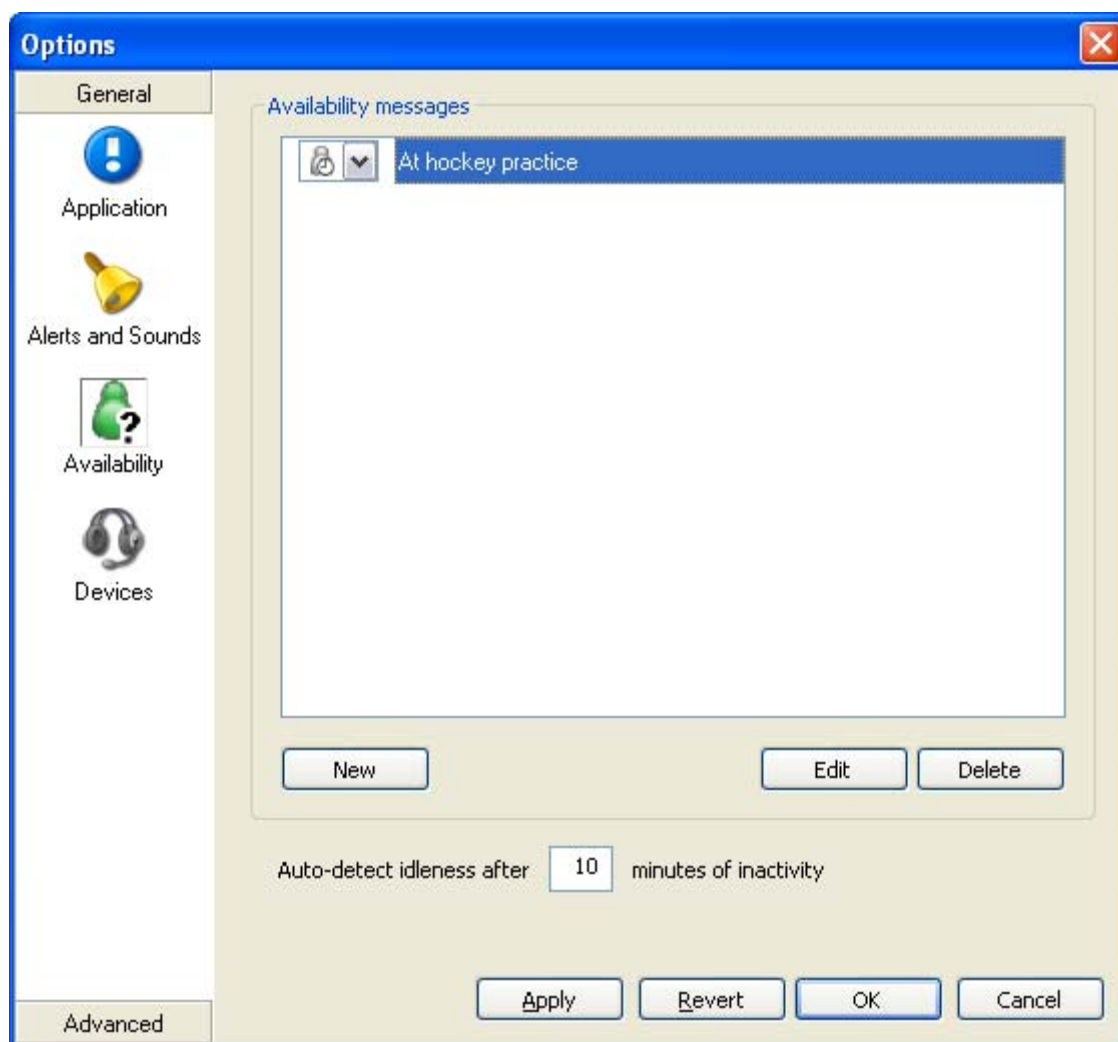 Options
General
Application
Alerts and Sounds
Availability
Devices
Advanced
Availability messages
At hockey practice
New Edit Delete
Auto-detect idleness after 10 minutes of inactivity
Apply Revert OK Cancel